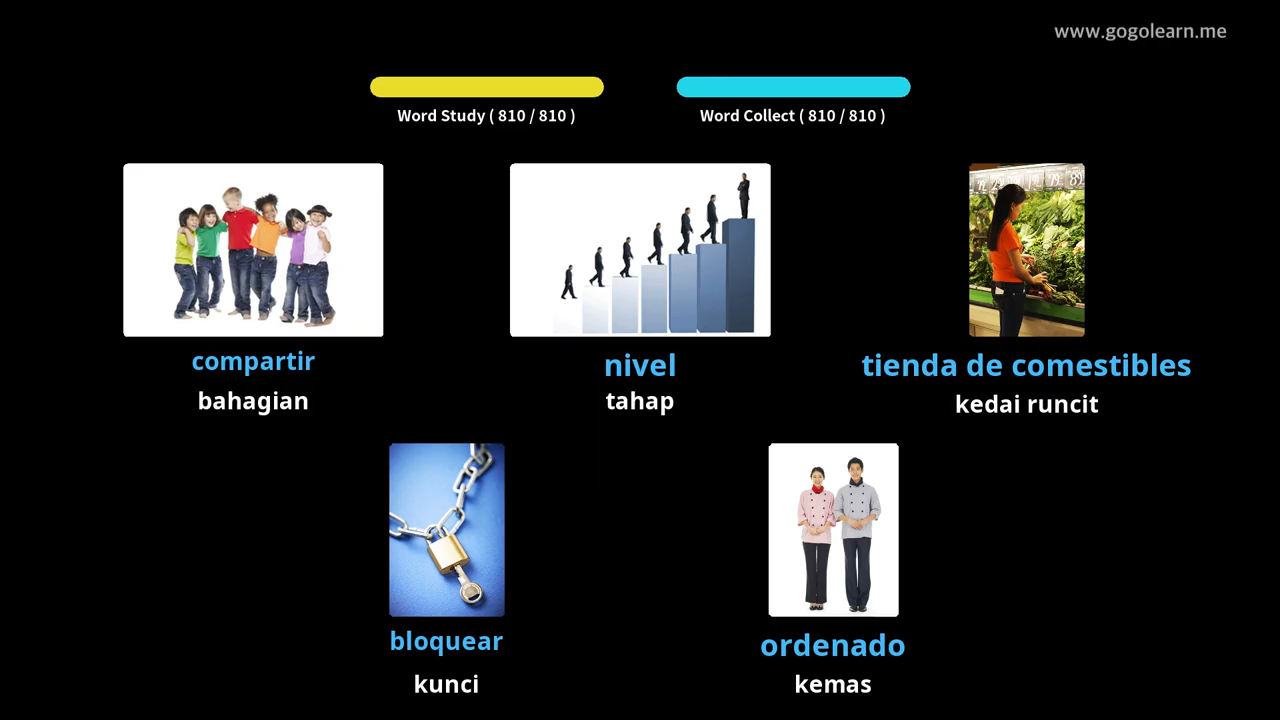 www.gogolearn.me
Word Study ( 810 / 810 )
Word Collect ( 810 / 810 )
compartir
bahagian
nivel
tahap
tienda de comestibles
kedai runcit
bloquear
kunci
ordenado
kemas